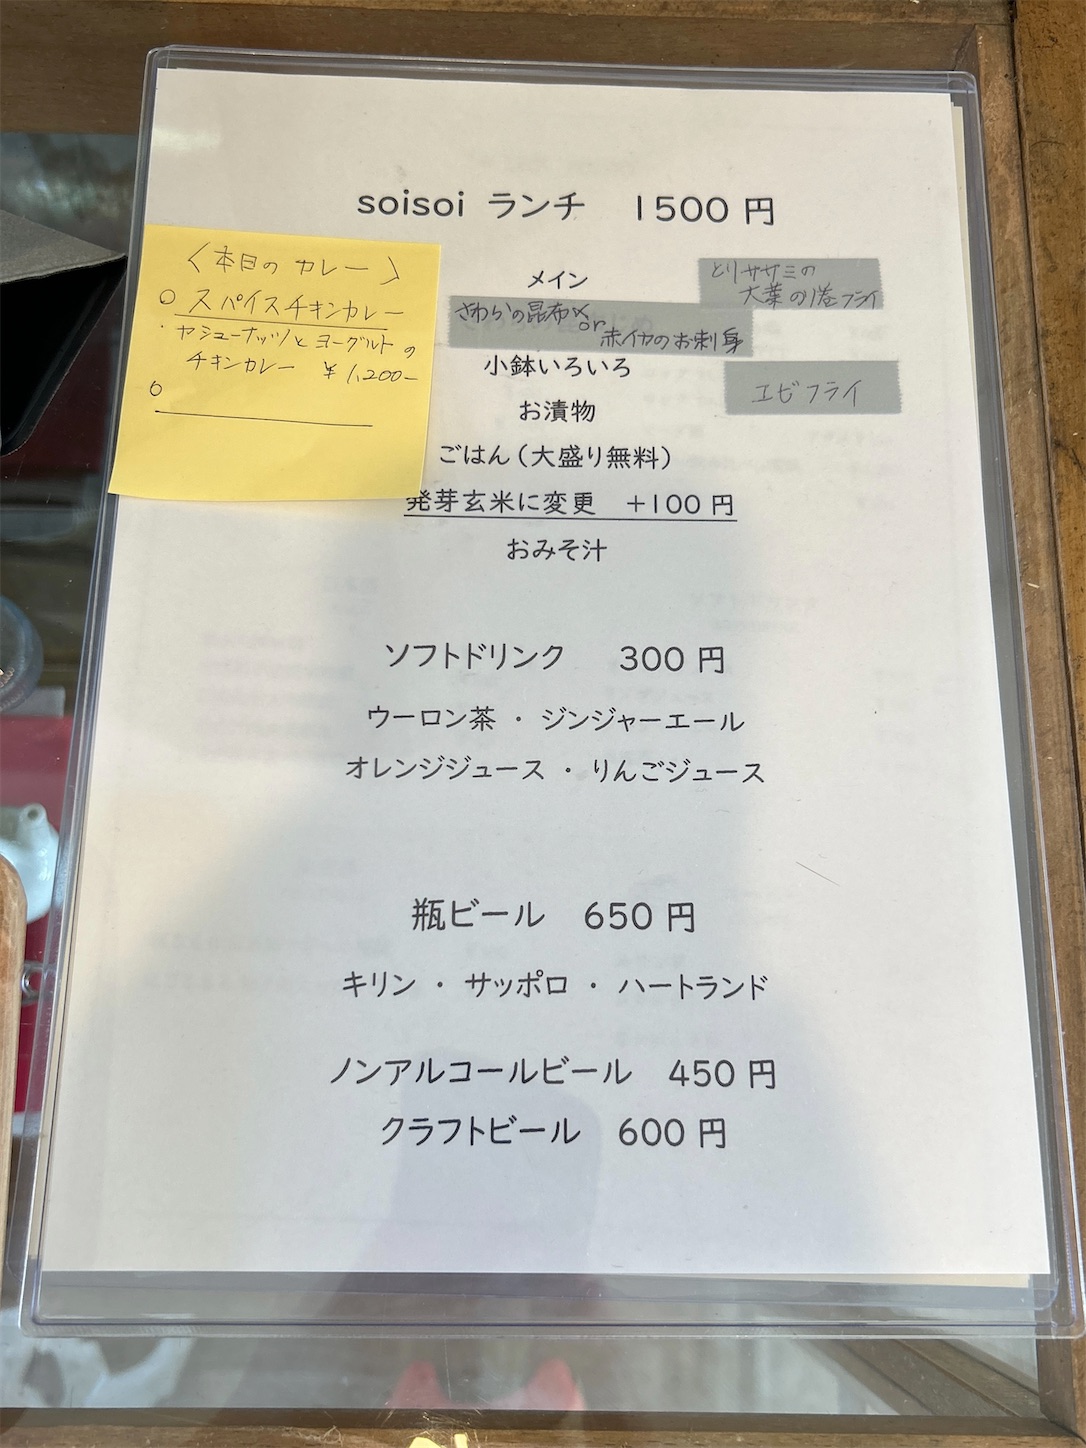 soisoi ランチ 1500 円
〈本日のカレー〉
○ スパイスチキンカレー
・カシューナッツとヨーグルトの
チキンカレー ¥1,200-
○
メイン
とりササミの
大葉の巻フライ
さわらの昆布〆
or
赤イカのお刺身
小鉢いろいろ
エビフライ
お漬物
ごはん（大盛り無料）
発芽玄米に変更 +100 円
おみそ汁
ソフトドリンク 300 円
ウーロン茶 ・ ジンジャーエール
オレンジジュース ・ りんごジュース
瓶ビール 650 円
キリン ・ サッポロ ・ ハートランド
ノンアルコールビール 450 円
クラフトビール 600 円